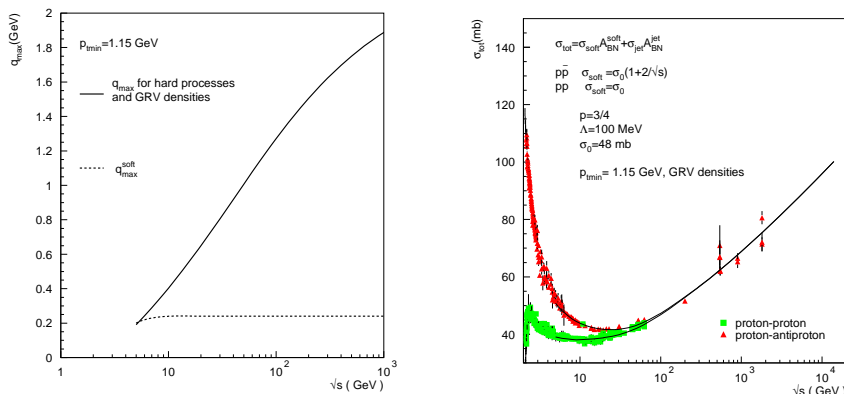 q_max(GeV)
2
1.8
1.6
1.4
1.2
1
0.8
0.6
0.4
0.2
0
p_tmin=1.15 GeV
q_max for hard processes
and GRV densities
q_max^soft
1
10
10^2
10^3
√s ( GeV )
σ_tot(mb)
140
120
100
80
60
40
σ_tot=σ_soft A_BN^soft+σ_jet A_BN^jet
pp̄ σ_soft =σ_0(1+2/√s)
pp σ_soft=σ_0
p=3/4
Λ=100 MeV
σ_0=48 mb
p_tmin= 1.15 GeV, GRV densities
proton-proton
proton-antiproton
10
10^2
10^3
10^4
√s ( GeV )